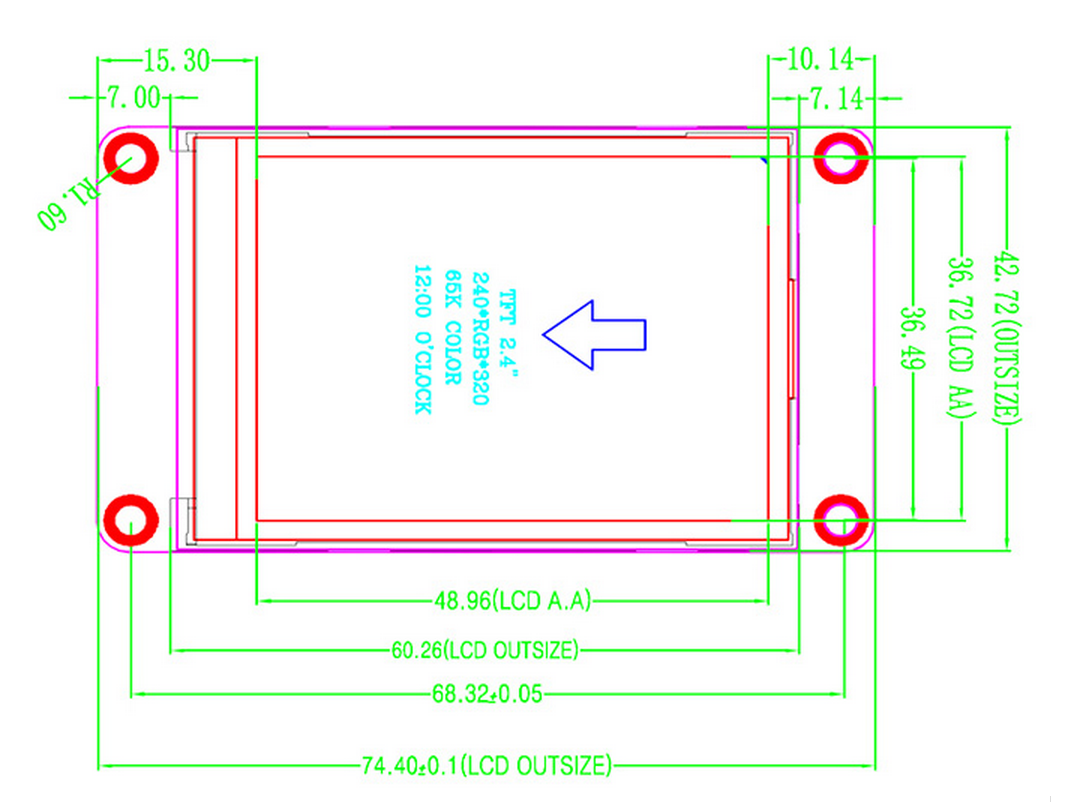 15.30
10.14
7.00
7.14
R1.60
42.72(OUTSIZE)
36.72(LCD AA)
36.49
TFT 2.4"
240*RGB*320
65K COLOR
12:00 O'CLOCK
48.96(LCD A.A)
60.26(LCD OUTSIZE)
68.32±0.05
74.40±0.1(LCD OUTSIZE)